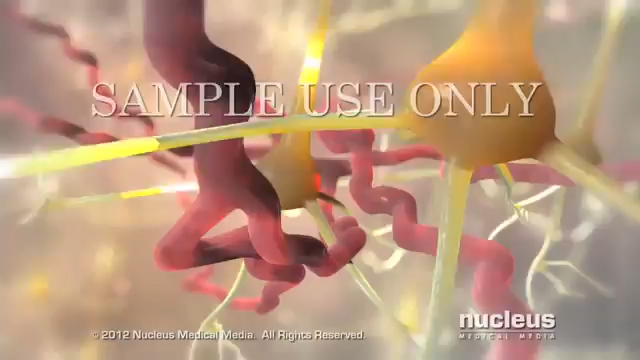 SAMPLE USE ONLY
© 2012 Nucleus Medical Media. All Rights Reserved.
nucleus
MEDICAL MEDIA